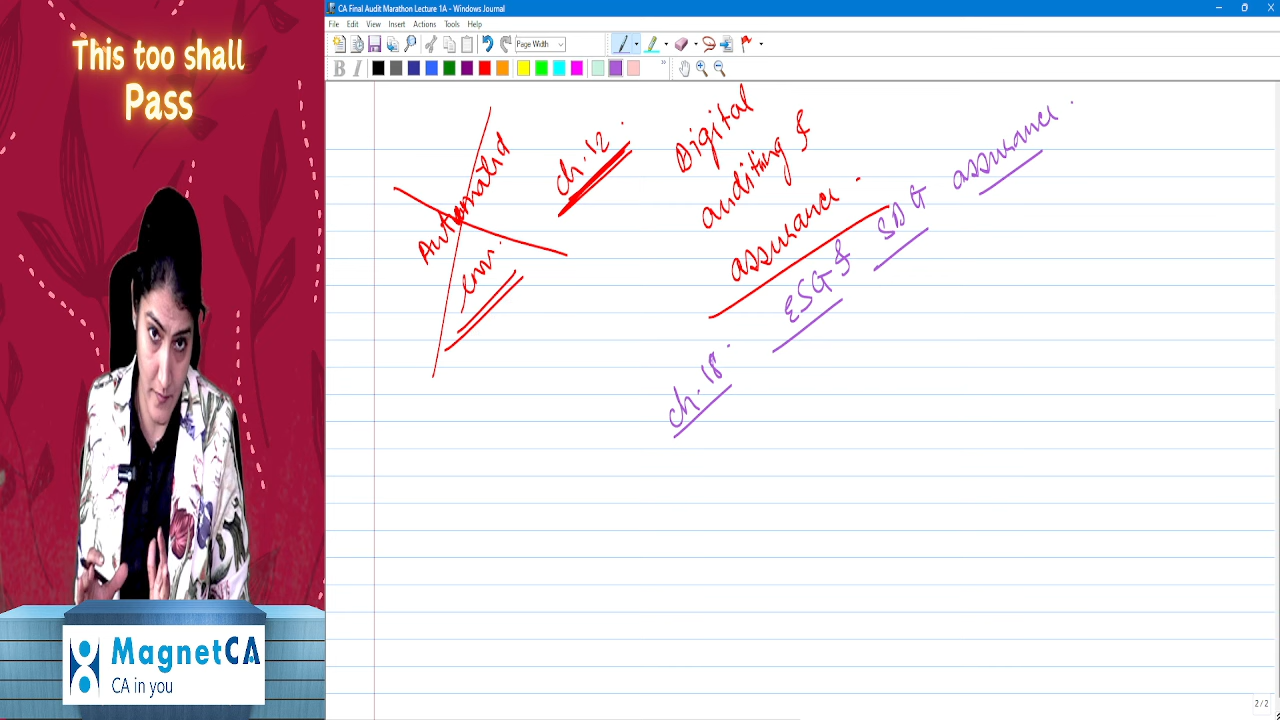 This too shall
Pass
CA Final Audit Marathon Lecture 1A - Windows Journal
File Edit View Insert Actions Tools Help
Page Width
B I
Automated
env.
ch. 12.
Digital
auditing &
assurance.
ch. 18.
ESG &
SDG
assurance.
MagnetCA
CA in you
2 / 2